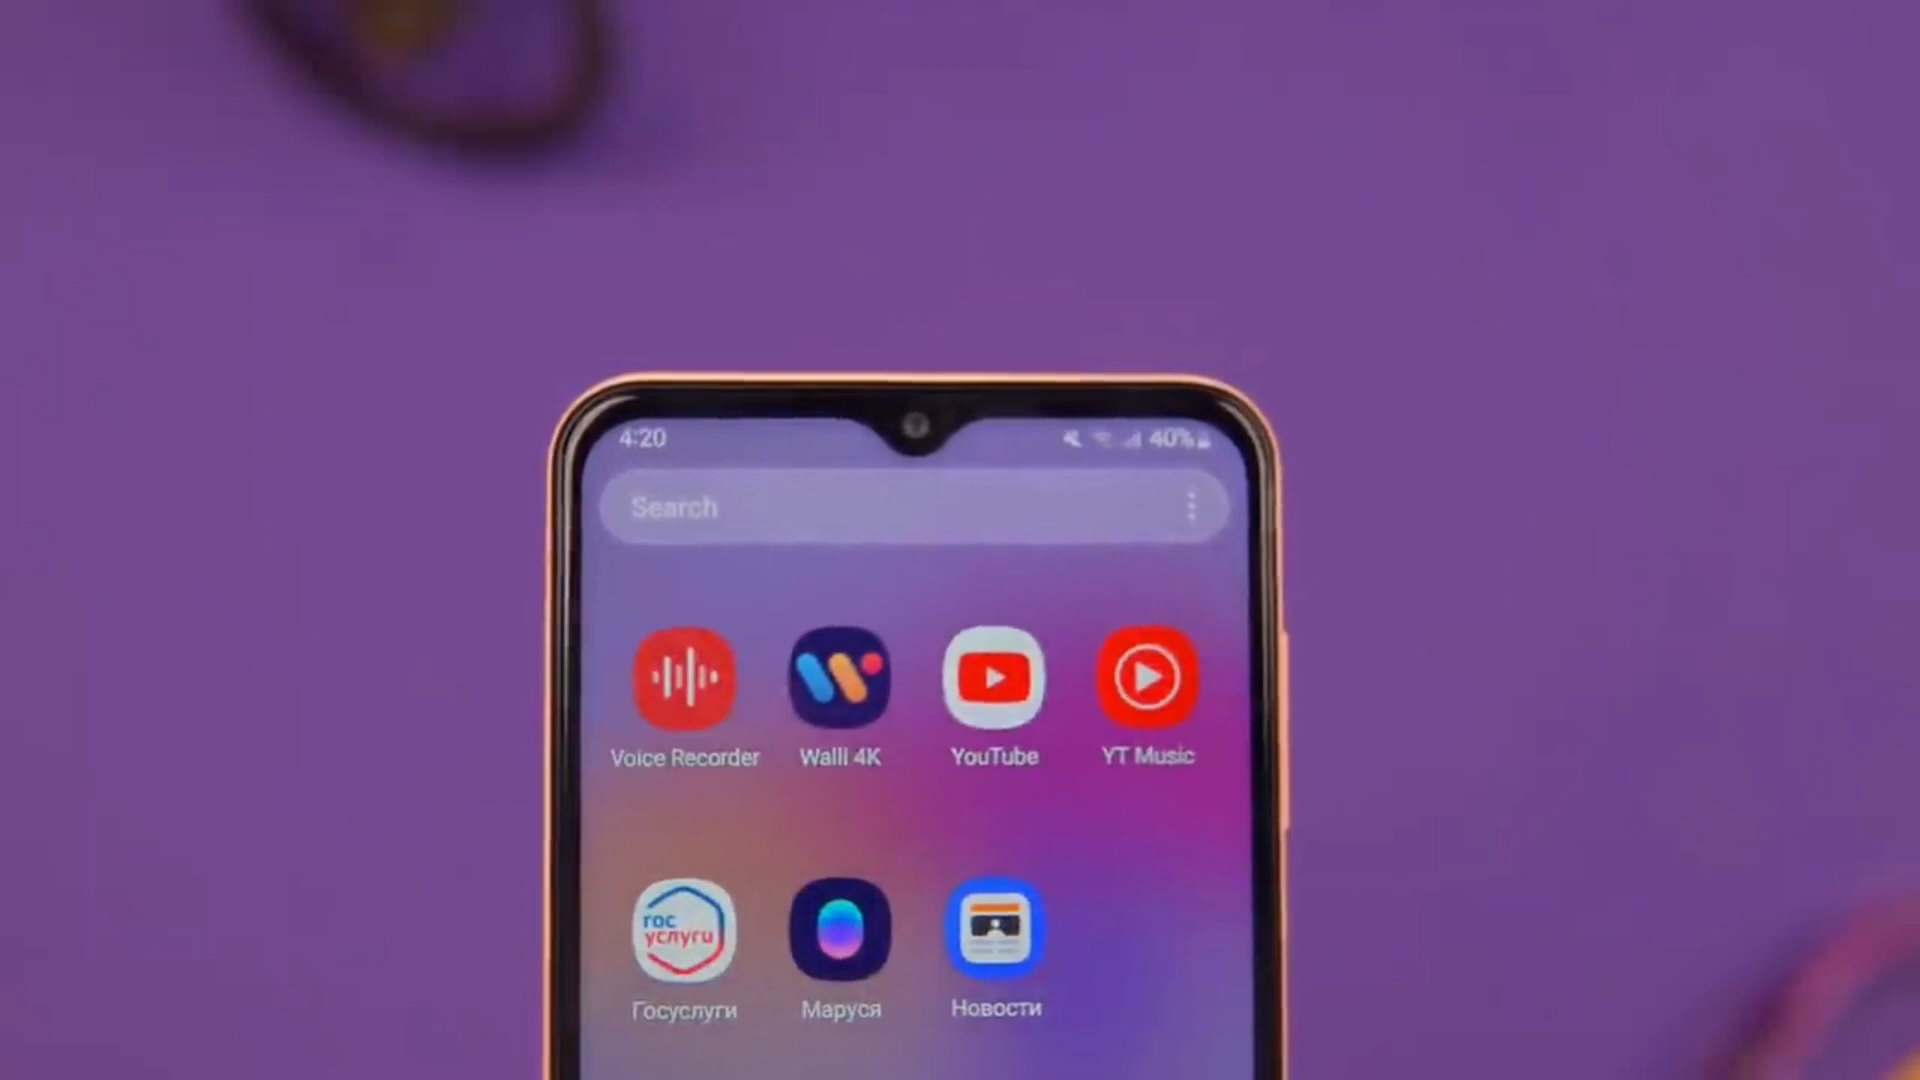 4:20
40%
Search
Voice Recorder
Walli 4K
YouTube
YT Music
гос
услуги
Госуслуги
Маруся
Новости